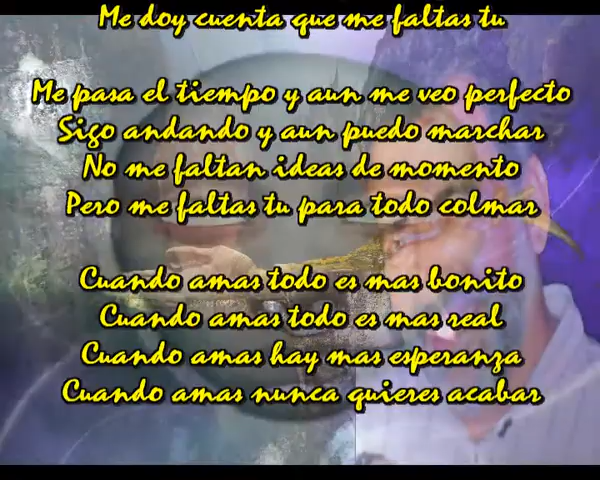 Me doy cuenta que me faltas tu
Me pasa el tiempo y aun me veo perfecto
Sigo andando y aun puedo marchar
No me faltan ideas de momento
Pero me faltas tu para todo colmar
Cuando amas todo es mas bonito
Cuando amas todo es mas real
Cuando amas hay mas esperanza
Cuando amas nunca quieres acabar